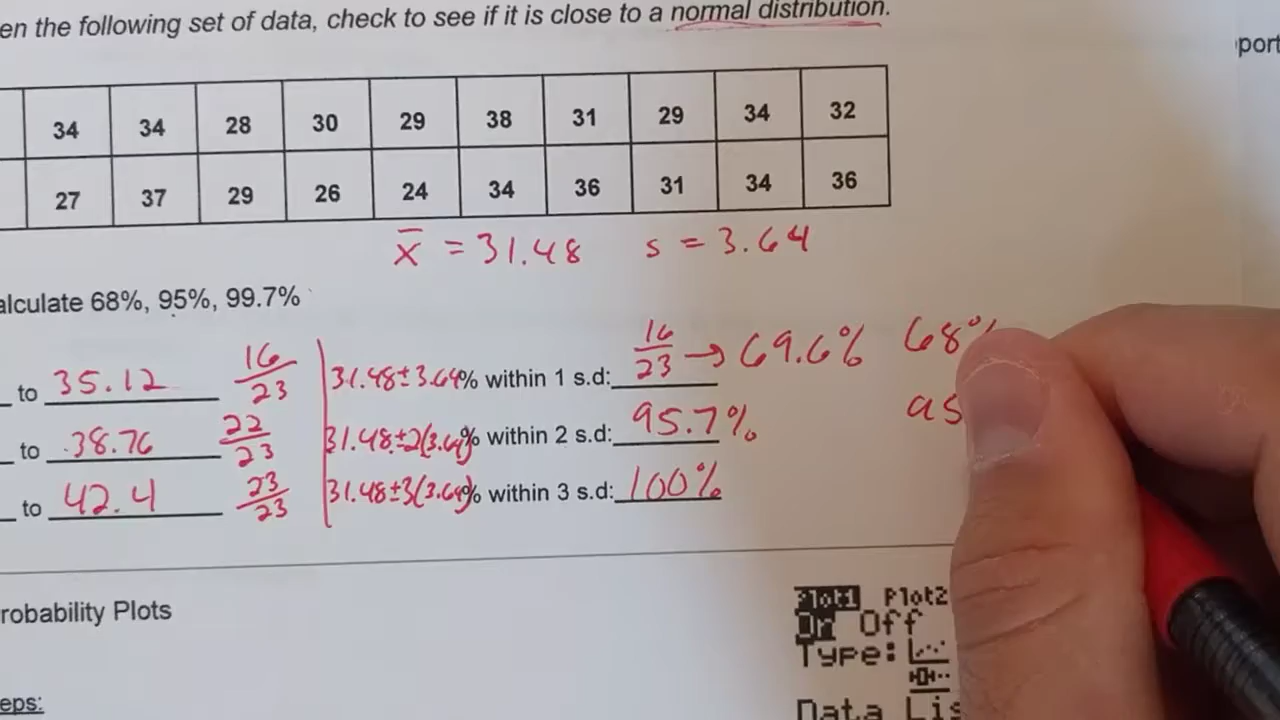 en the following set of data, check to see if it is close to a normal distribution.
port
34 34 28 30 29 38 31 29 34 32
27 37 29 26 24 34 36 31 34 36
x̄ = 31.48 s = 3.64
alculate 68%, 95%, 99.7%
to 35.12 16/23 31.48±3.64% within 1 s.d: 16/23 → 69.6% 68%
as
to 38.76 22/23 31.48±2(3.64)% within 2 s.d: 95.7%
to 42.4 23/23 31.48±3(3.64)% within 3 s.d: 100%
robability Plots
Plot1 Plot2
On Off
Type:
eps:
Data Lis